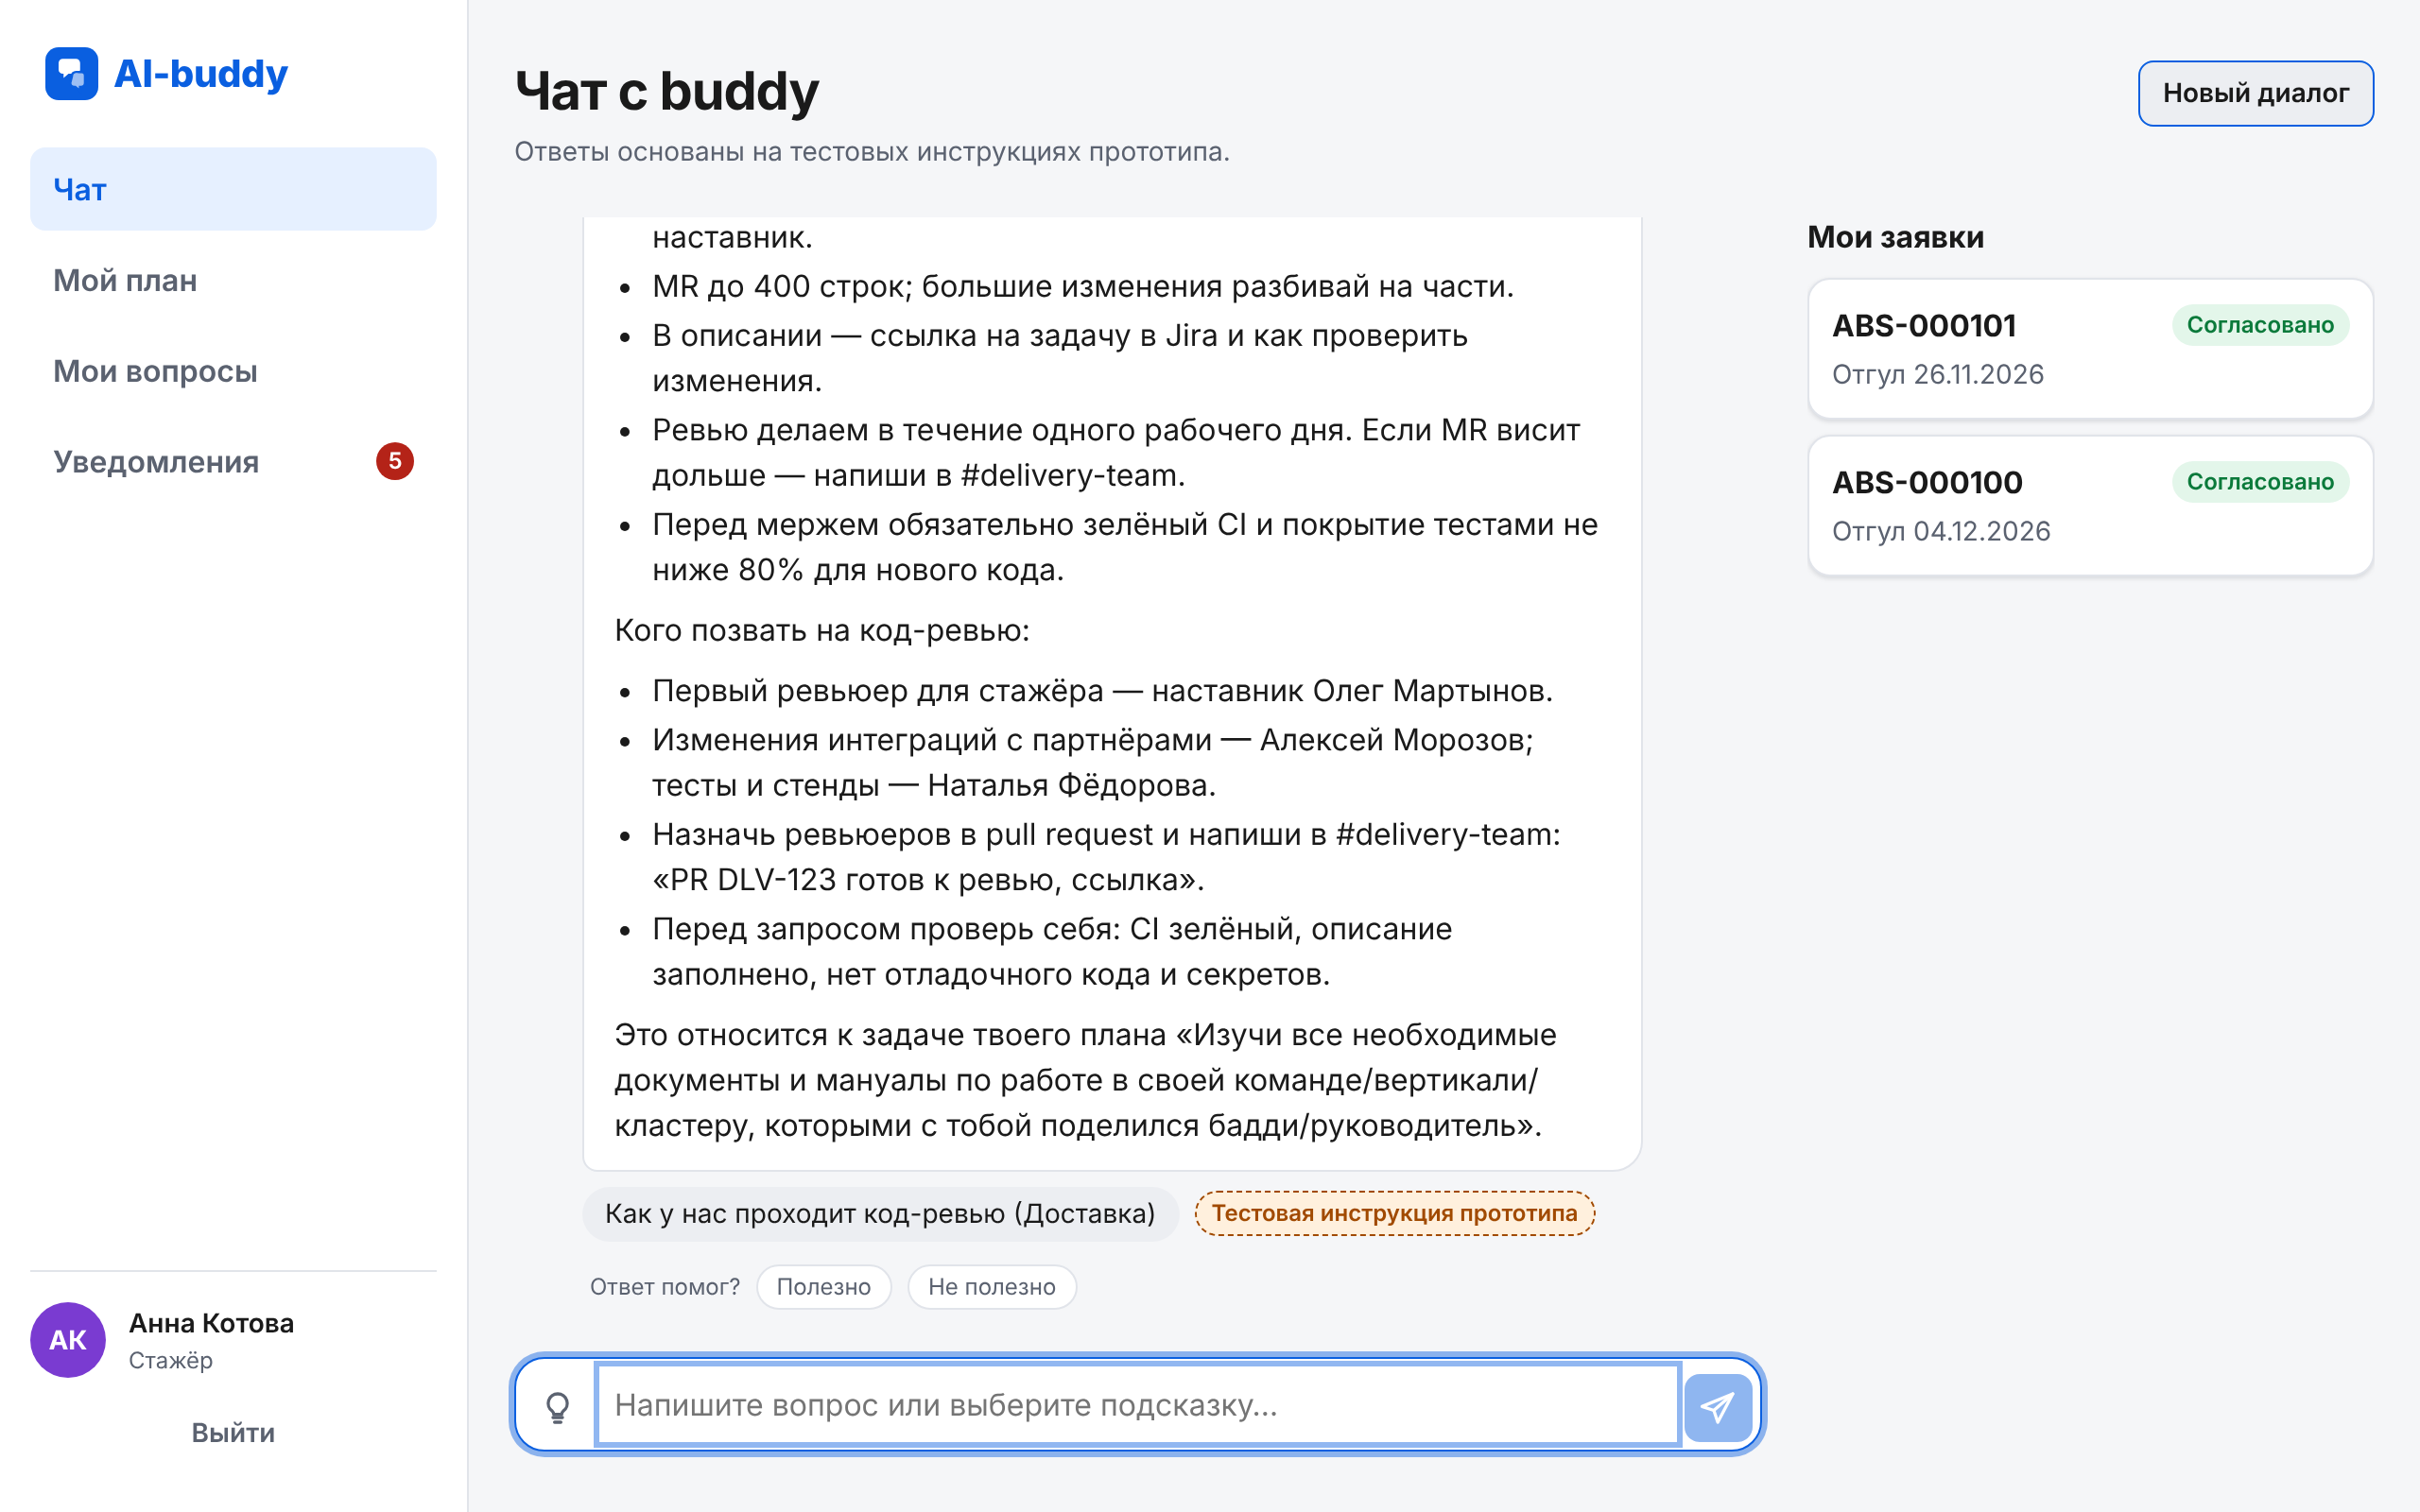 AI-buddy
Чат
Мой план
Мои вопросы
Уведомления
5
АК
Анна Котова
Стажёр
Выйти
Чат с buddy
Ответы основаны на тестовых инструкциях прототипа.
Новый диалог
наставник.
• MR до 400 строк; большие изменения разбивай на части.
• В описании — ссылка на задачу в Jira и как проверить
изменения.
• Ревью делаем в течение одного рабочего дня. Если MR висит
дольше — напиши в #delivery-team.
• Перед мержем обязательно зелёный CI и покрытие тестами не
ниже 80% для нового кода.
Кого позвать на код-ревью:
• Первый ревьюер для стажёра — наставник Олег Мартынов.
• Изменения интеграций с партнёрами — Алексей Морозов;
тесты и стенды — Наталья Фёдорова.
• Назначь ревьюеров в pull request и напиши в #delivery-team:
«PR DLV-123 готов к ревью, ссылка».
• Перед запросом проверь себя: CI зелёный, описание
заполнено, нет отладочного кода и секретов.
Это относится к задаче твоего плана «Изучи все необходимые
документы и мануалы по работе в своей команде/вертикали/
кластеру, которыми с тобой поделился бадди/руководитель».
Как у нас проходит код-ревью (Доставка)
Тестовая инструкция прототипа
Ответ помог?
Полезно
Не полезно
Напишите вопрос или выберите подсказку...
Мои заявки
ABS-000101
Согласовано
Отгул 26.11.2026
ABS-000100
Согласовано
Отгул 04.12.2026